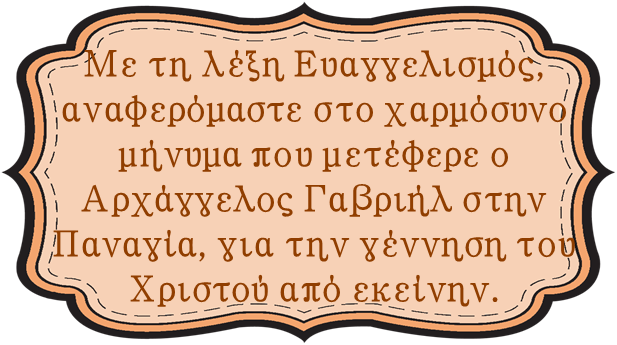 Με τη λέξη Ευαγγελισμός,
αναφερόμαστε στο χαρμόσυνο
μήνυμα που μετέφερε ο
Αρχάγγελος Γαβριήλ στην
Παναγία, για την γέννηση του
Χριστού από εκείνην.